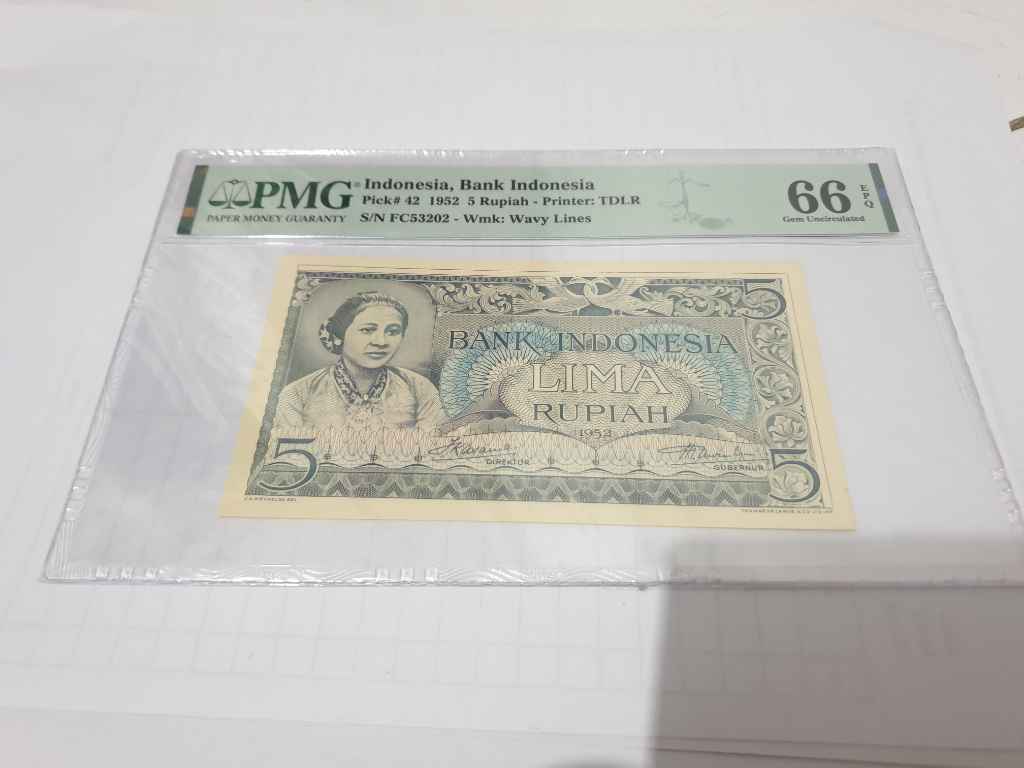 PMG®
PAPER MONEY GUARANTY
Indonesia, Bank Indonesia
Pick# 42 1952 5 Rupiah - Printer: TDLR
S/N FC53202 - Wmk: Wavy Lines
66 EPQ
Gem Uncirculated
5
BANK INDONESIA
LIMA
RUPIAH
1952
5
DIREKTUR
GUBERNUR
5